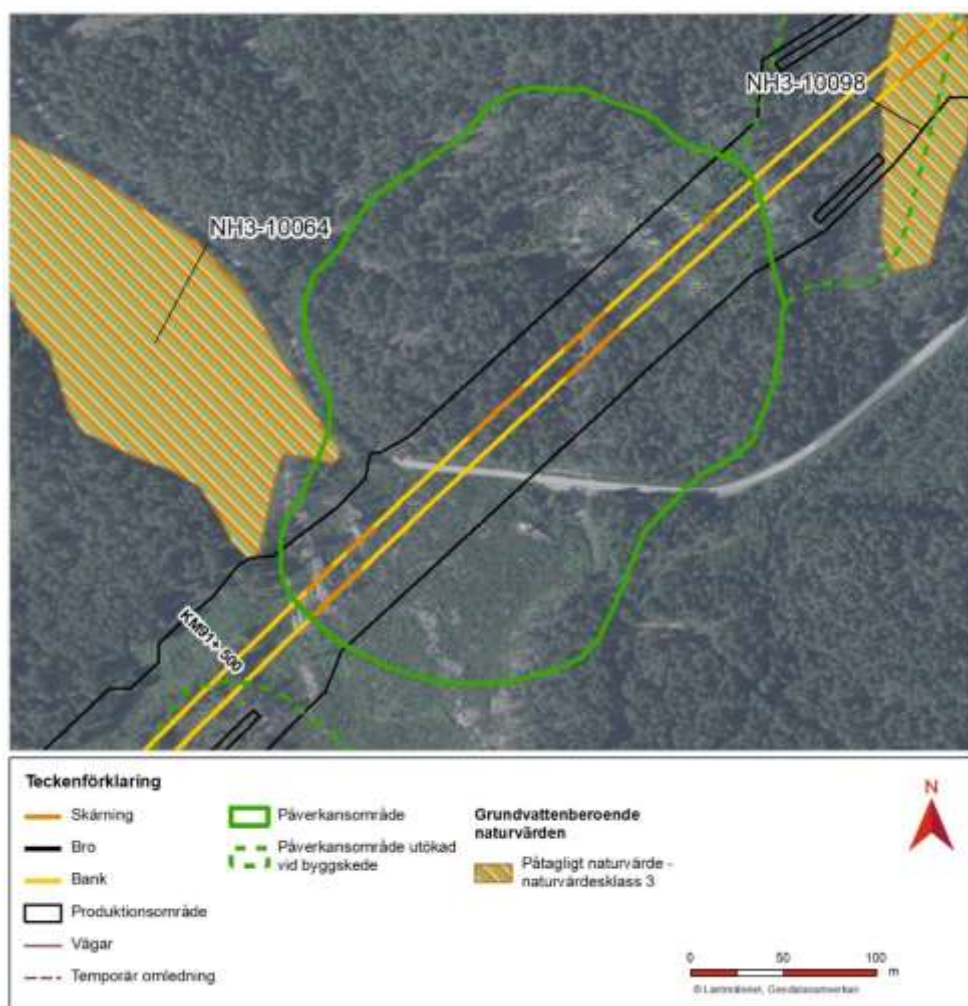 NH3-10098
NH3-10064
KM91+ 500
Teckenförklaring
Skärning
Bro
Bank
Produktionsområde
Vägar
Temporär omledning
Påverkansområde
Påverkansområde utökad
vid byggskede
Grundvattenberoende
naturvärden
Påtagligt naturvärde -
naturvärdesklass 3
N
0 50 100
m
© Lantmäteriet, Geodatasamverkan